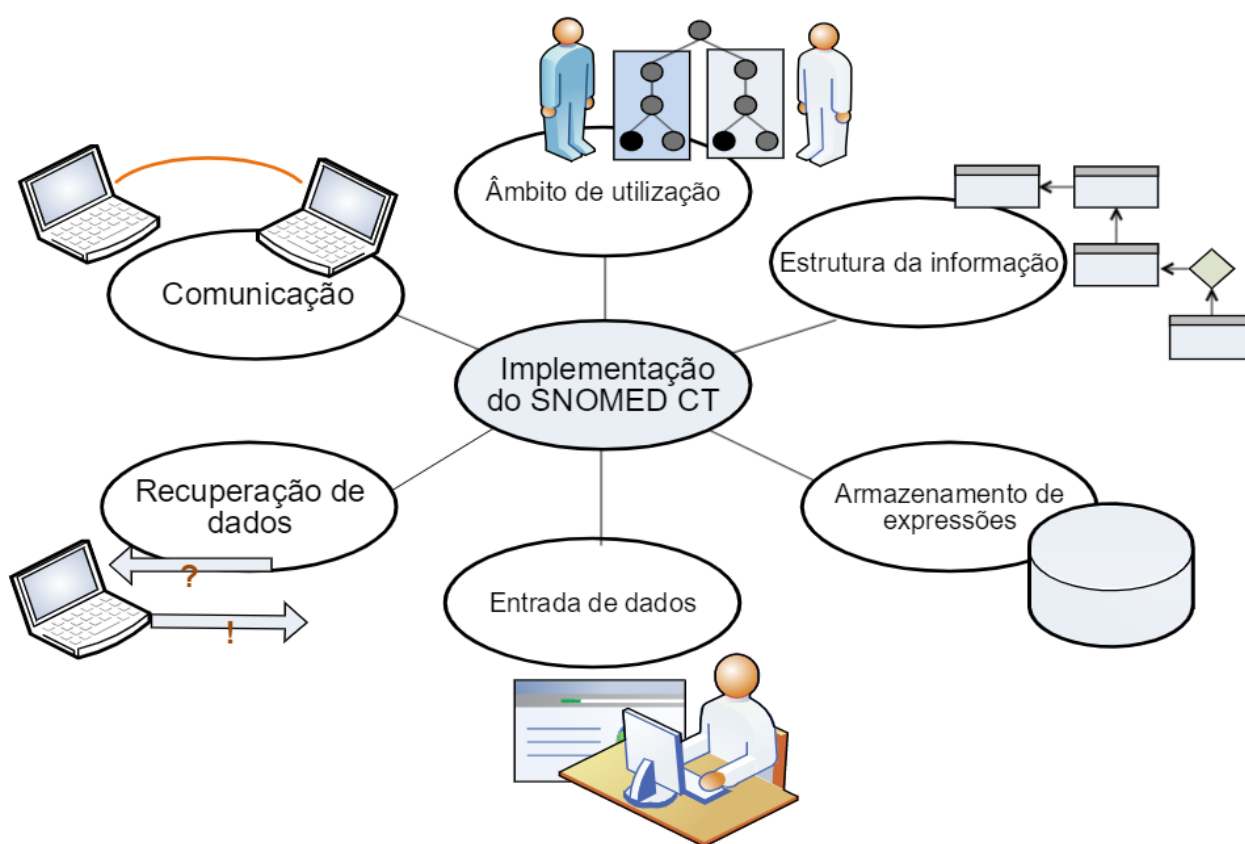 Âmbito de utilização
Estrutura da informação
Comunicação
Implementação
do SNOMED CT
Recuperação de
dados
Armazenamento de
expressões
?
!
Entrada de dados